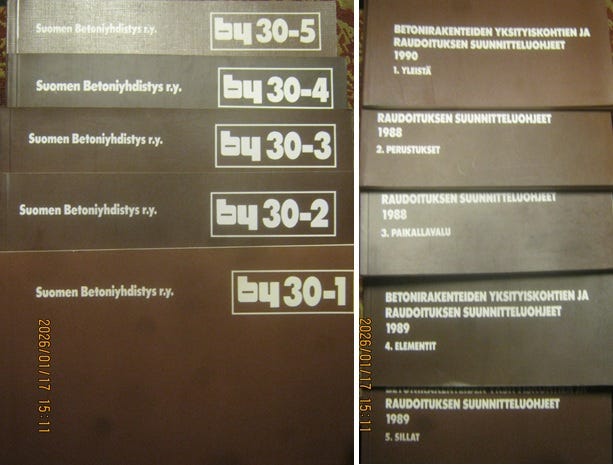 Suomen Betoniyhdistys r.y.
by 30-5
Suomen Betoniyhdistys r.y.
by 30-4
Suomen Betoniyhdistys r.y.
by 30-3
Suomen Betoniyhdistys r.y.
by 30-2
Suomen Betoniyhdistys r.y.
by 30-1
2026/01/17 15:11
BETONIRAKENTEIDEN YKSITYISKOHTIEN JA
RAUDOITUKSEN SUUNNITTELUOHJEET
1990
1. YLEISTÄ
RAUDOITUKSEN SUUNNITTELUOHJEET
1988
2. PERUSTUKSET
RAUDOITUKSEN SUUNNITTELUOHJEET
1988
3. PAIKALLAVALU
BETONIRAKENTEIDEN YKSITYISKOHTIEN JA
RAUDOITUKSEN SUUNNITTELUOHJEET
1989
4. ELEMENTIT
BETONIRAKENTEIDEN YKSITYISKOHTIEN JA
RAUDOITUKSEN SUUNNITTELUOHJEET
1989
5. SILLAT
2026/01/17 15:11